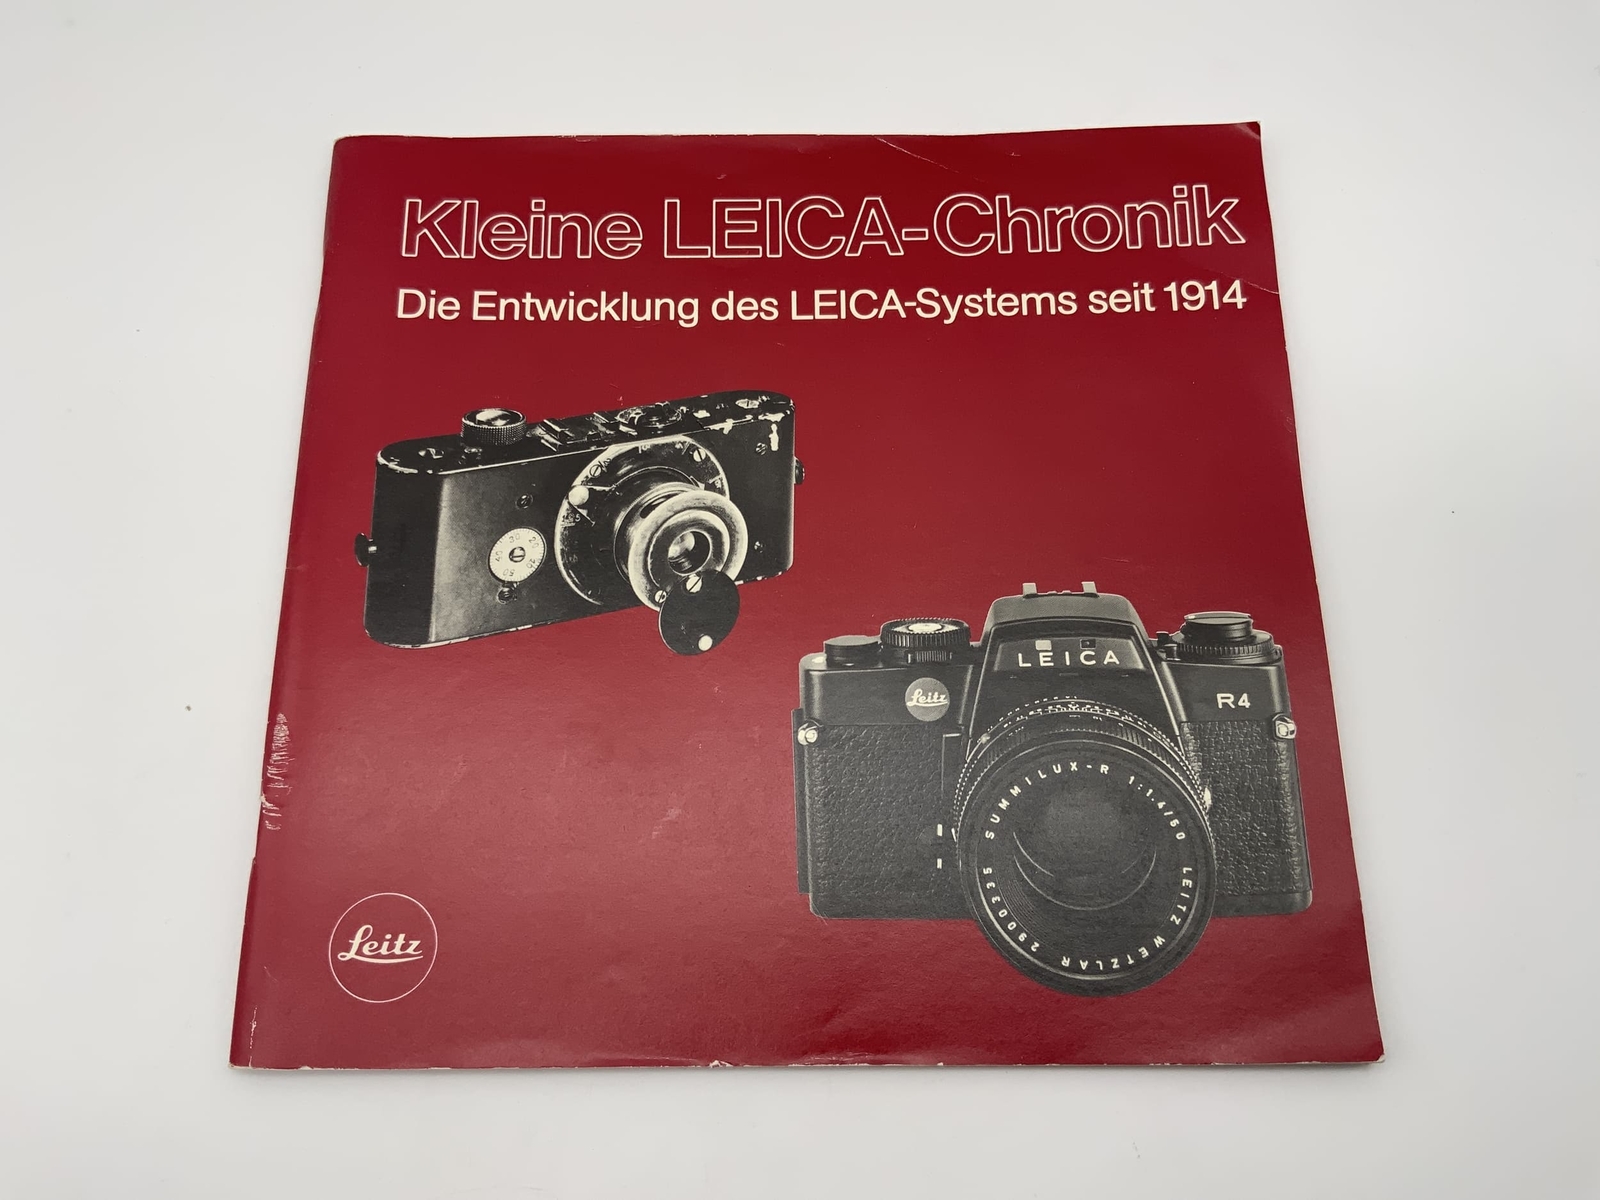 Kleine LEICA-Chronik
Die Entwicklung des LEICA-Systems seit 1914
LEICA
Leitz
R4
SUMMILUX-R 1:1.4/50 LEITZ WETZLAR 2900335
Leitz